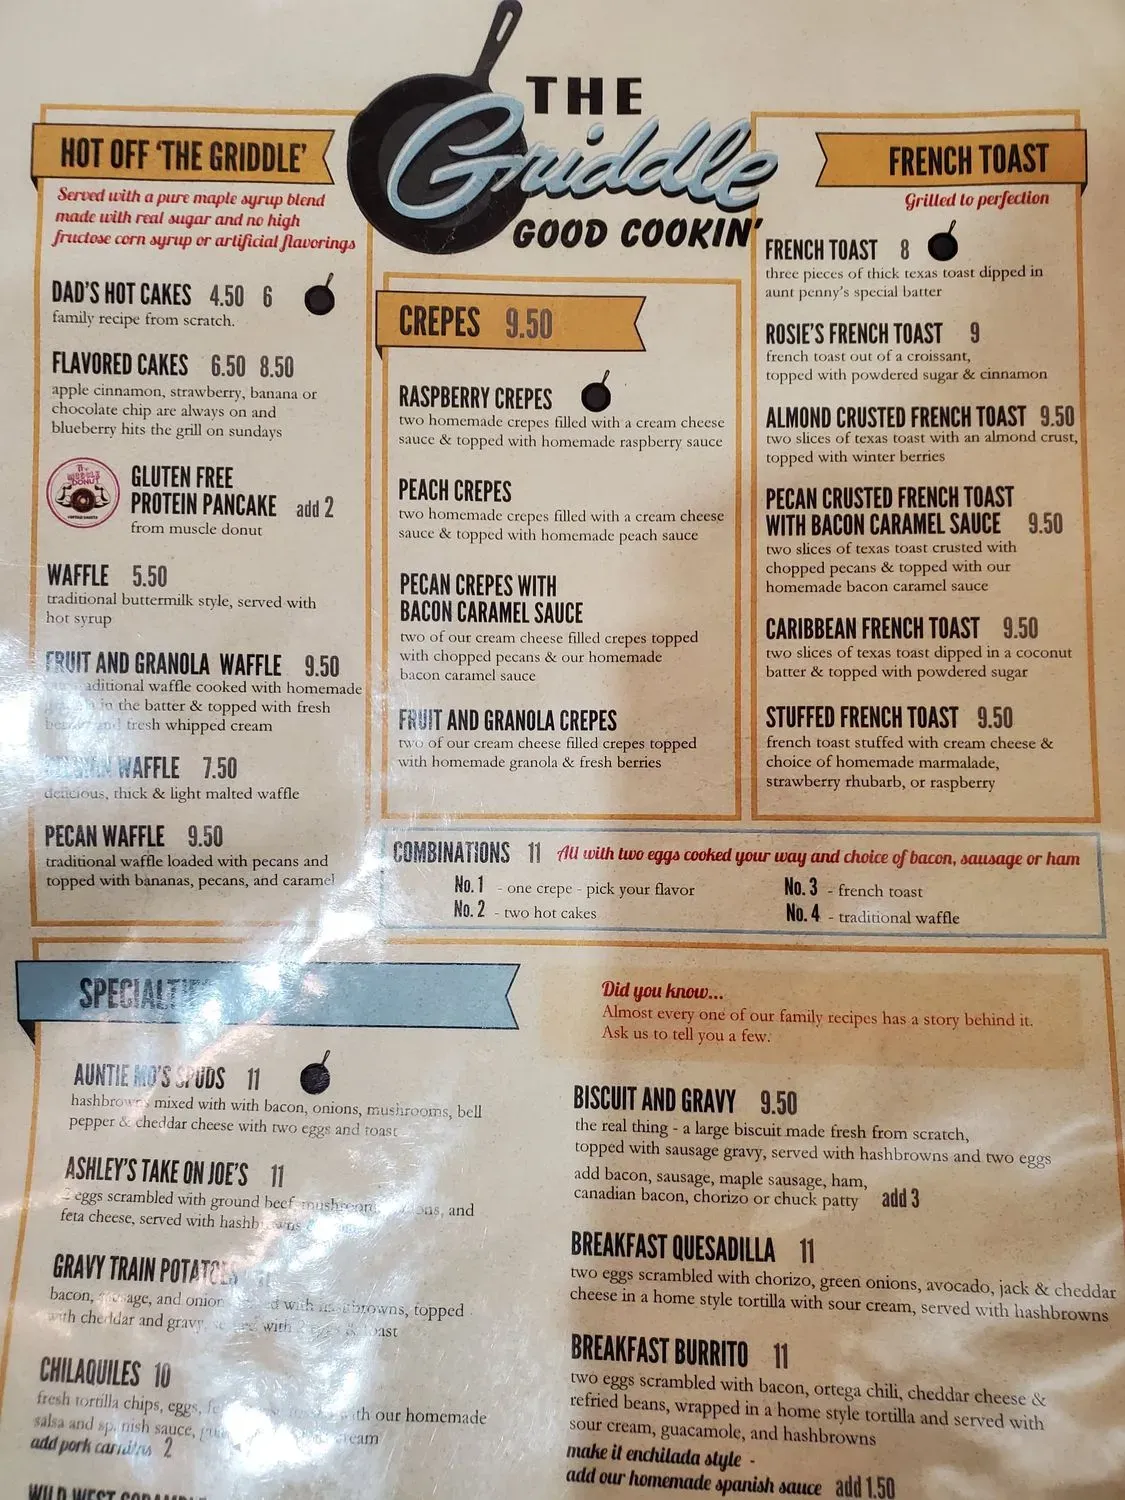 THE
Griddle
GOOD COOKIN'
HOT OFF 'THE GRIDDLE'
Served with a pure maple syrup blend
made with real sugar and no high
fructose corn syrup or artificial flavorings
DAD'S HOT CAKES 4.50 6
family recipe from scratch.
FLAVORED CAKES 6.50 8.50
apple cinnamon, strawberry, banana or
chocolate chip are always on and
blueberry hits the grill on sundays
GLUTEN FREE
PROTEIN PANCAKE add 2
from muscle donut
WAFFLE 5.50
traditional buttermilk style, served with
hot syrup
FRUIT AND GRANOLA WAFFLE 9.50
traditional waffle cooked with homemade
in the batter & topped with fresh
and fresh whipped cream
WAFFLE 7.50
delicious, thick & light malted waffle
PECAN WAFFLE 9.50
traditional waffle loaded with pecans and
topped with bananas, pecans, and caramel
CREPES 9.50
RASPBERRY CREPES
two homemade crepes filled with a cream cheese
sauce & topped with homemade raspberry sauce
PEACH CREPES
two homemade crepes filled with a cream cheese
sauce & topped with homemade peach sauce
PECAN CREPES WITH
BACON CARAMEL SAUCE
two of our cream cheese filled crepes topped
with chopped pecans & our homemade
bacon caramel sauce
FRUIT AND GRANOLA CREPES
two of our cream cheese filled crepes topped
with homemade granola & fresh berries
FRENCH TOAST
Grilled to perfection
FRENCH TOAST 8
three pieces of thick texas toast dipped in
aunt penny's special batter
ROSIE'S FRENCH TOAST 9
french toast out of a croissant,
topped with powdered sugar & cinnamon
ALMOND CRUSTED FRENCH TOAST 9.50
two slices of texas toast with an almond crust,
topped with winter berries
PECAN CRUSTED FRENCH TOAST
WITH BACON CARAMEL SAUCE 9.50
two slices of texas toast crusted with
chopped pecans & topped with our
homemade bacon caramel sauce
CARIBBEAN FRENCH TOAST 9.50
two slices of texas toast dipped in a coconut
batter & topped with powdered sugar
STUFFED FRENCH TOAST 9.50
french toast stuffed with cream cheese &
choice of homemade marmalade,
strawberry rhubarb, or raspberry
COMBINATIONS 11 All with two eggs cooked your way and choice of bacon, sausage or ham
No. 1 - one crepe - pick your flavor
No. 2 - two hot cakes
No. 3 - french toast
No. 4 - traditional waffle
SPECIALTIES
Did you know...
Almost every one of our family recipes has a story behind it.
Ask us to tell you a few.
AUNTIE MO'S SPUDS 11
hashbrowns mixed with with bacon, onions, mushrooms, bell
pepper & cheddar cheese with two eggs and toast
ASHLEY'S TAKE ON JOE'S 11
2 eggs scrambled with ground beef, mushrooms, onions, and
feta cheese, served with hashbrowns
GRAVY TRAIN POTATOES 11
bacon, sausage, and onion with hashbrowns, topped
with cheddar and gravy, served with 2 eggs & toast
CHILAQUILES 10
fresh tortilla chips, eggs, with our homemade
salsa and spanish sauce, cream
add pork carnitas 2
WILD WEST SCRAMBLE
BISCUIT AND GRAVY 9.50
the real thing - a large biscuit made fresh from scratch,
topped with sausage gravy, served with hashbrowns and two eggs
add bacon, sausage, maple sausage, ham,
canadian bacon, chorizo or chuck patty add 3
BREAKFAST QUESADILLA 11
two eggs scrambled with chorizo, green onions, avocado, jack & cheddar
cheese in a home style tortilla with sour cream, served with hashbrowns
BREAKFAST BURRITO 11
two eggs scrambled with bacon, ortega chili, cheddar cheese &
refried beans, wrapped in a home style tortilla and served with
sour cream, guacamole, and hashbrowns
make it enchilada style -
add our homemade spanish sauce add 1.50